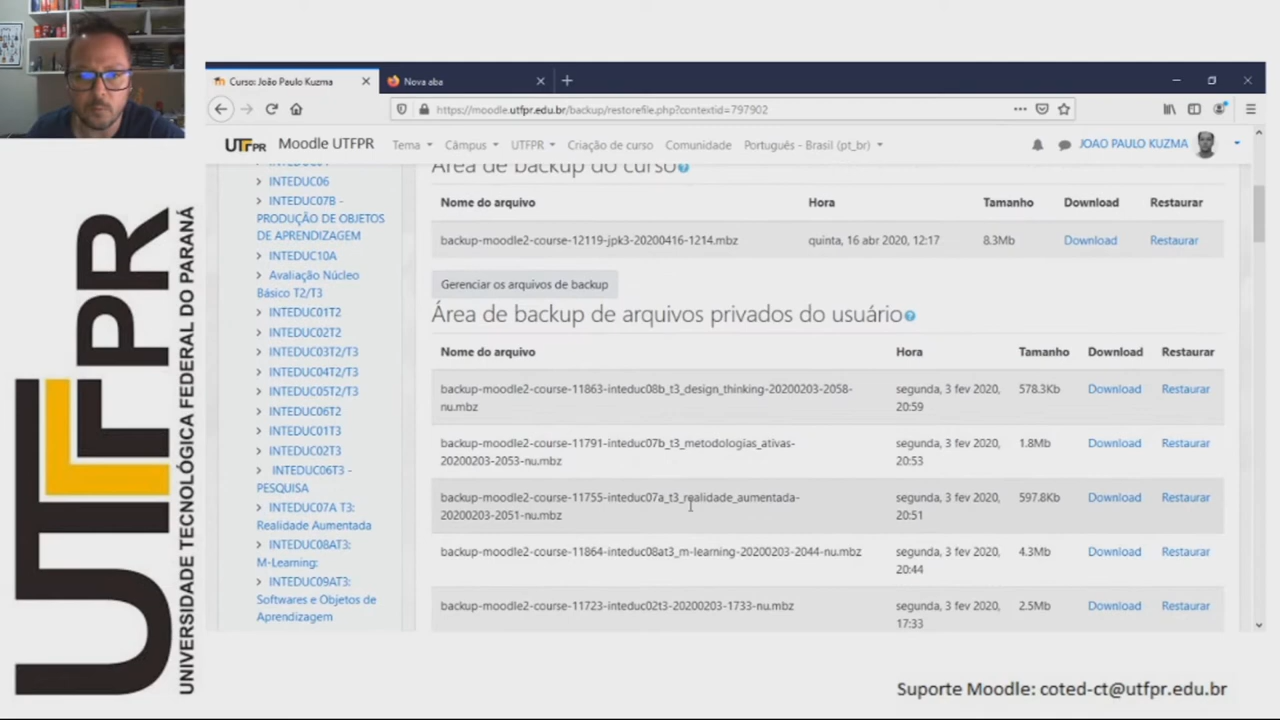 Curso: João Paulo Kuzma
Nova aba
https://moodle.utfpr.edu.br/backup/restorefile.php?contextid=797902
UTFPR Moodle UTFPR Tema Câmpus UTFPR Criação de curso Comunidade Português - Brasil (pt_br) JOAO PAULO KUZMA
INTEDUC06
INTEDUC07B -
PRODUÇÃO DE OBJETOS
DE APRENDIZAGEM
INTEDUC10A
Avaliação Núcleo
Básico T2/T3
INTEDUC01T2
INTEDUC02T2
INTEDUC03T2/T3
INTEDUC04T2/T3
INTEDUC05T2/T3
INTEDUC06T2
INTEDUC01T3
INTEDUC02T3
INTEDUC06T3 -
PESQUISA
INTEDUC07A T3:
Realidade Aumentada
INTEDUC08AT3:
M-Learning:
INTEDUC09AT3:
Softwares e Objetos de
Aprendizagem
Área de backup do curso
Nome do arquivo Hora Tamanho Download Restaurar
backup-moodle2-course-12119-jpk3-20200416-1214.mbz quinta, 16 abr 2020, 12:17 8.3Mb Download Restaurar
Gerenciar os arquivos de backup
Área de backup de arquivos privados do usuário
Nome do arquivo Hora Tamanho Download Restaurar
backup-moodle2-course-11863-inteduc08b_t3_design_thinking-20200203-2058- segunda, 3 fev 2020, 578.3Kb Download Restaurar
nu.mbz 20:59
backup-moodle2-course-11791-inteduc07b_t3_metodologias_ativas- segunda, 3 fev 2020, 1.8Mb Download Restaurar
20200203-2053-nu.mbz 20:53
backup-moodle2-course-11755-inteduc07a_t3_realidade_aumentada- segunda, 3 fev 2020, 597.8Kb Download Restaurar
20200203-2051-nu.mbz 20:51
backup-moodle2-course-11864-inteduc08at3_m-learning-20200203-2044-nu.mbz segunda, 3 fev 2020, 4.3Mb Download Restaurar
20:44
backup-moodle2-course-11723-inteduc02t3-20200203-1733-nu.mbz segunda, 3 fev 2020, 2.5Mb Download Restaurar
17:33
UTFPR
UNIVERSIDADE TECNOLÓGICA FEDERAL DO PARANÁ
Suporte Moodle: coted-ct@utfpr.edu.br